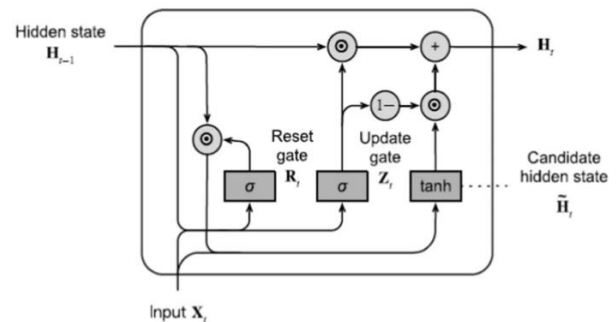 Hidden state
H_{t−1}
H_t
+
1−
Reset
gate
R_t
Update
gate
Z_t
σ
σ
tanh
Candidate
hidden state
H̃_t
Input X_t